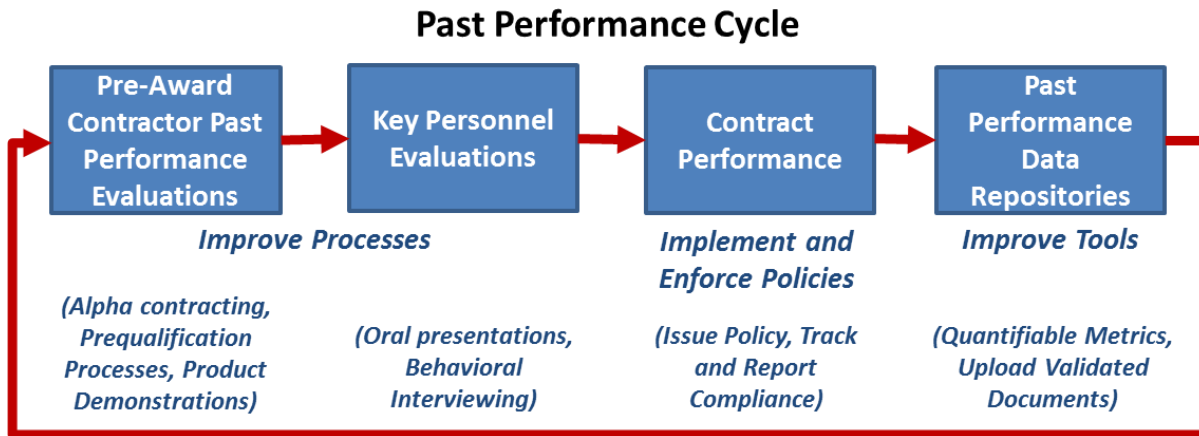 Past Performance Cycle
Pre-Award
Contractor Past
Performance
Evaluations
Key Personnel
Evaluations
Contract
Performance
Past
Performance
Data
Repositories
Improve Processes
Implement and
Enforce Policies
Improve Tools
(Alpha contracting,
Prequalification
Processes, Product
Demonstrations)
(Oral presentations,
Behavioral
Interviewing)
(Issue Policy, Track
and Report
Compliance)
(Quantifiable Metrics,
Upload Validated
Documents)